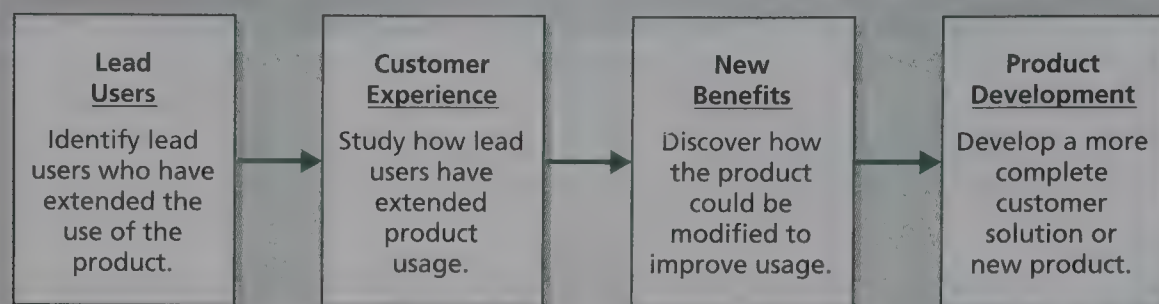 Lead
Users
Identify lead
users who have
extended the
use of the
product.
Customer
Experience
Study how lead
users have
extended
product
usage.
New
Benefits
Discover how
the product
could be
modified to
improve usage.
Product
Development
Develop a more
complete
customer
solution or
new product.